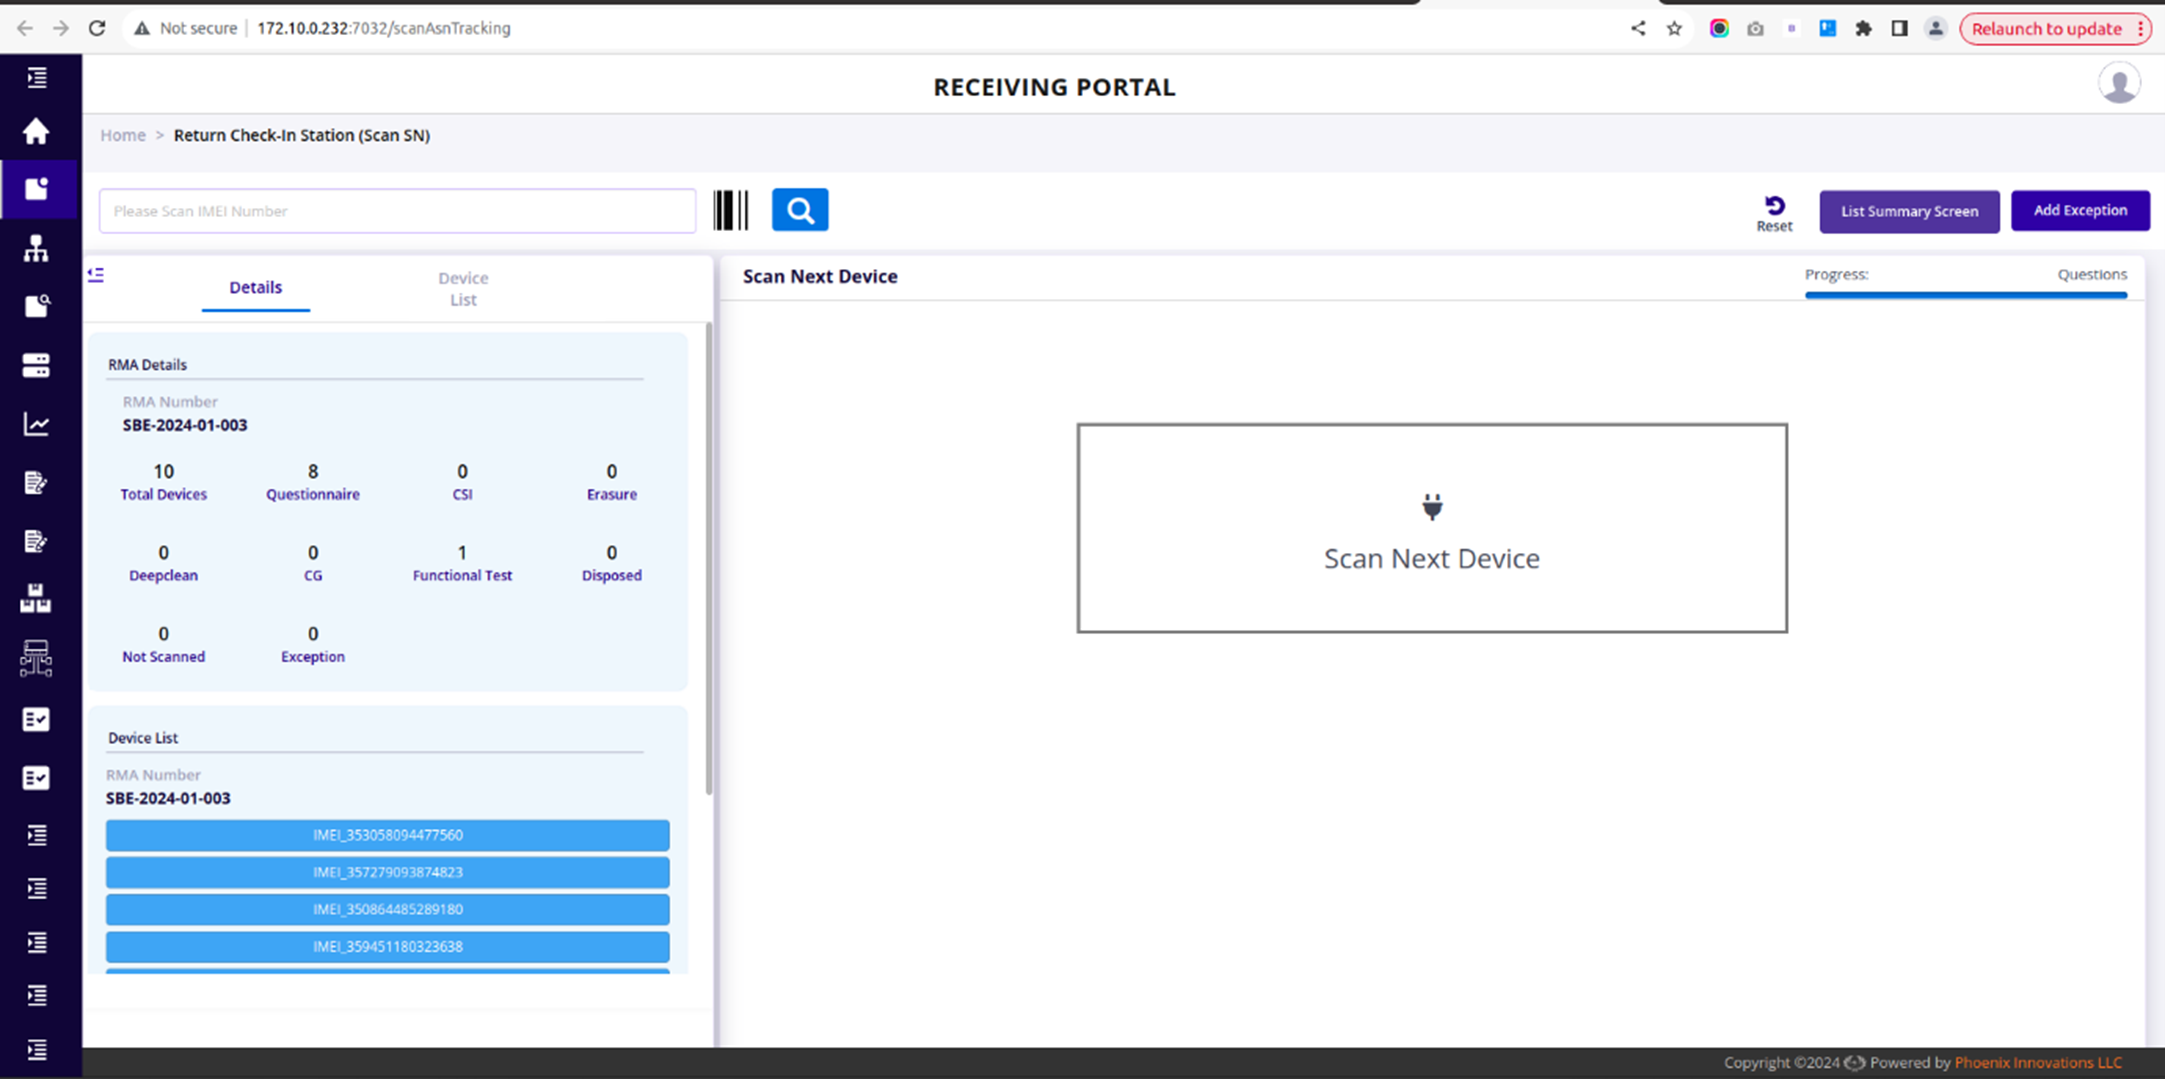 Not secure
172.10.0.232:7032/scanAsnTracking
Relaunch to update
RECEIVING PORTAL
Home > Return Check-In Station (Scan SN)
Please Scan IMEI Number
Reset
List Summary Screen
Add Exception
Details
Device
List
Scan Next Device
Progress:
Questions
RMA Details
RMA Number
SBE-2024-01-003
10 8 0 0
Total Devices Questionnaire CSI Erasure
0 0 1 0
Deepclean CG Functional Test Disposed
0 0
Not Scanned Exception
Scan Next Device
Device List
RMA Number
SBE-2024-01-003
IMEI_353058094477560
IMEI_357279093874823
IMEI_350864485289180
IMEI_359451180323638
Copyright ©2024 Powered by Phoenix Innovations LLC